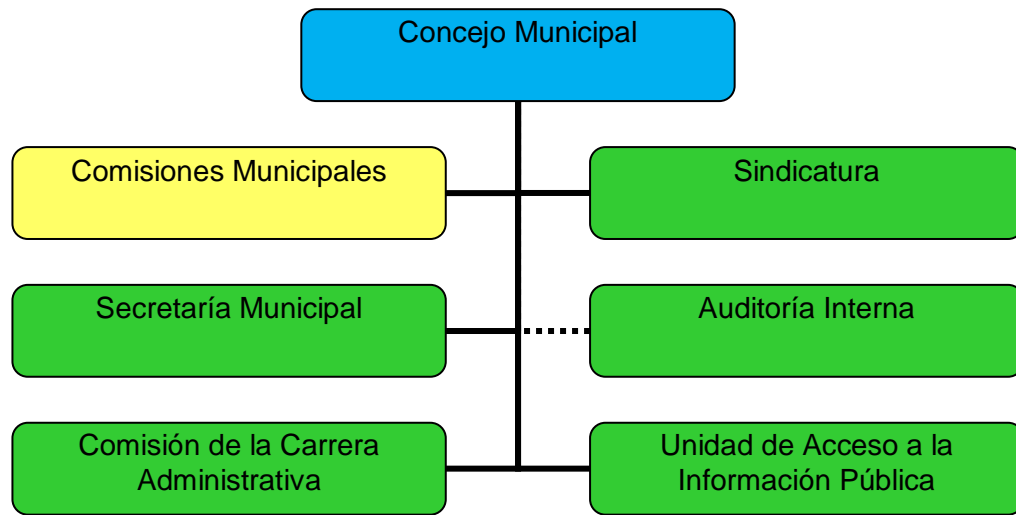 Concejo Municipal
Comisiones Municipales
Sindicatura
Secretaría Municipal
Auditoría Interna
Comisión de la Carrera
Administrativa
Unidad de Acceso a la
Información Pública